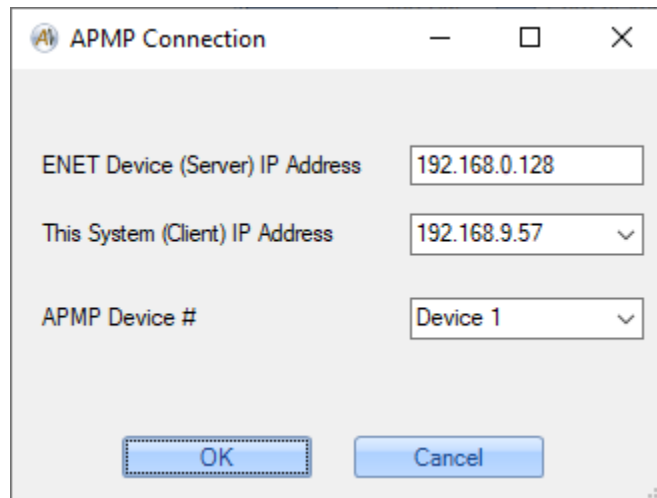 APMP Connection
ENET Device (Server) IP Address 192.168.0.128
This System (Client) IP Address 192.168.9.57
APMP Device # Device 1
OK Cancel